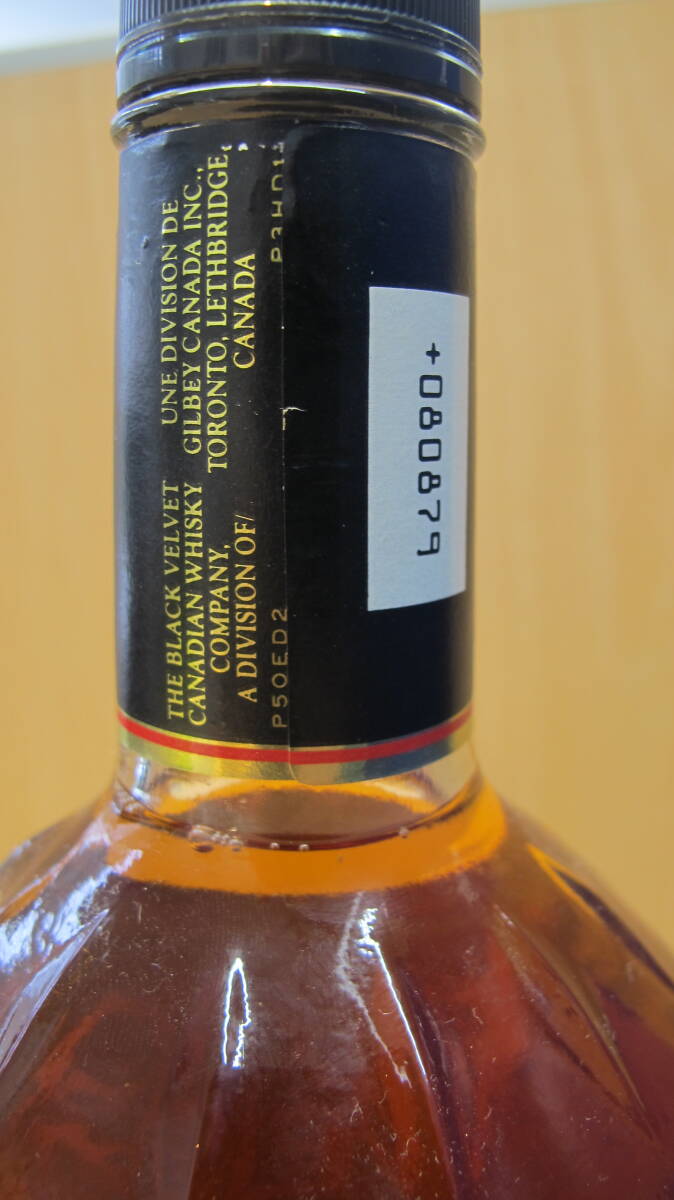 THE BLACK VELVET
CANADIAN WHISKY
COMPANY,
A DIVISION OF/
UNE DIVISION DE
GILBEY CANADA INC.,
TORONTO, LETHBRIDGE,
CANADA
P50ED2
+080879